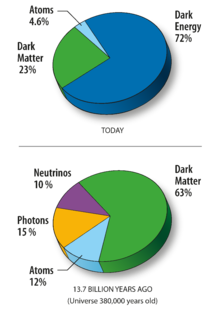 Atoms
4.6%
Dark
Energy
72%
Dark
Matter
23%
TODAY
Neutrinos
10 %
Dark
Matter
63%
Photons
15 %
Atoms
12%
13.7 BILLION YEARS AGO
(Universe 380,000 years old)